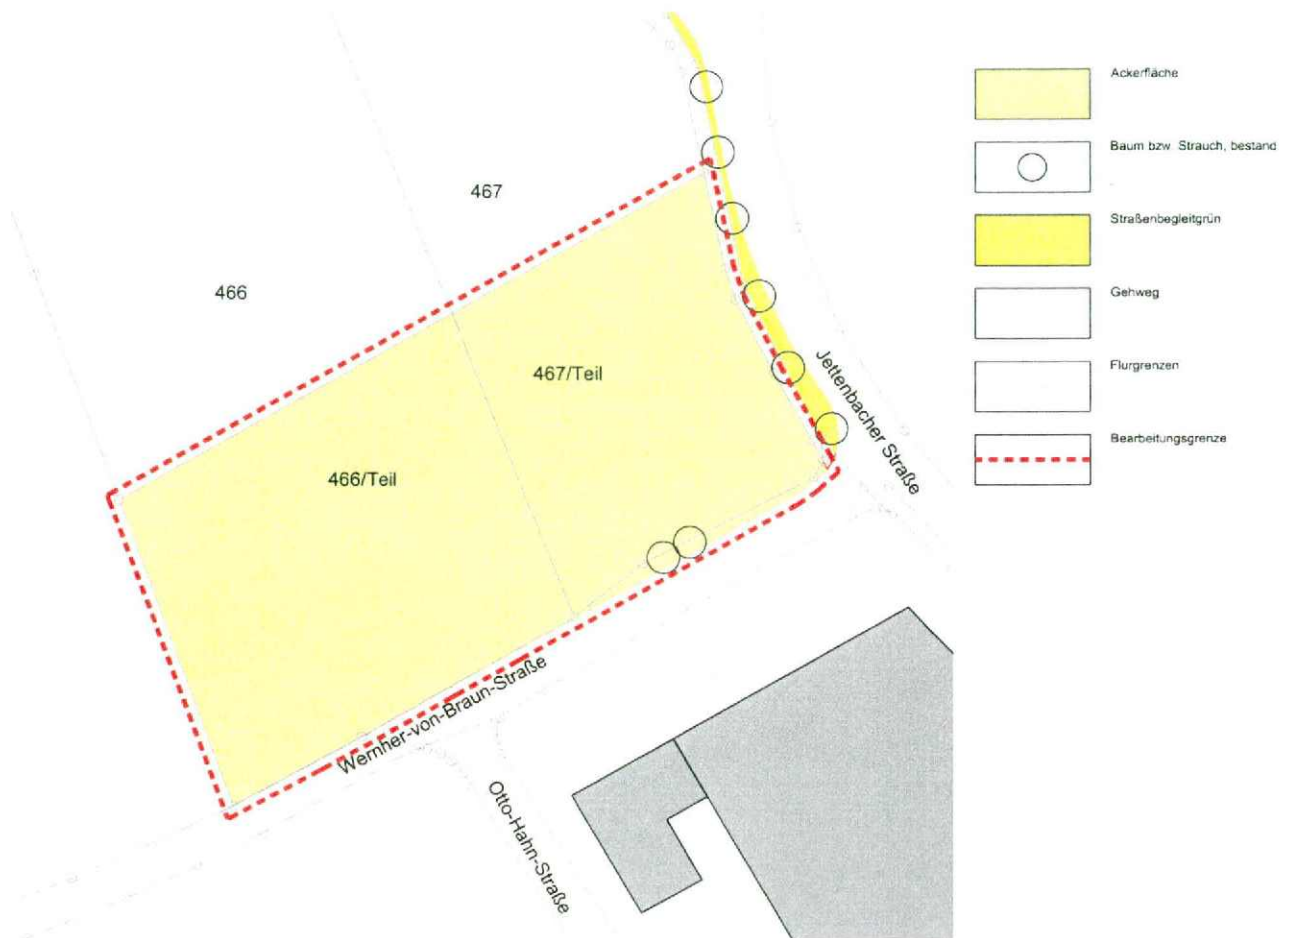 467
466
467/Teil
466/Teil
Jettenbacher Straße
Wernher-von-Braun-Straße
Otto-Hahn-Straße
Ackerfläche
Baum bzw. Strauch, bestand
Straßenbegleitgrün
Gehweg
Flurgrenzen
Bearbeitungsgrenze